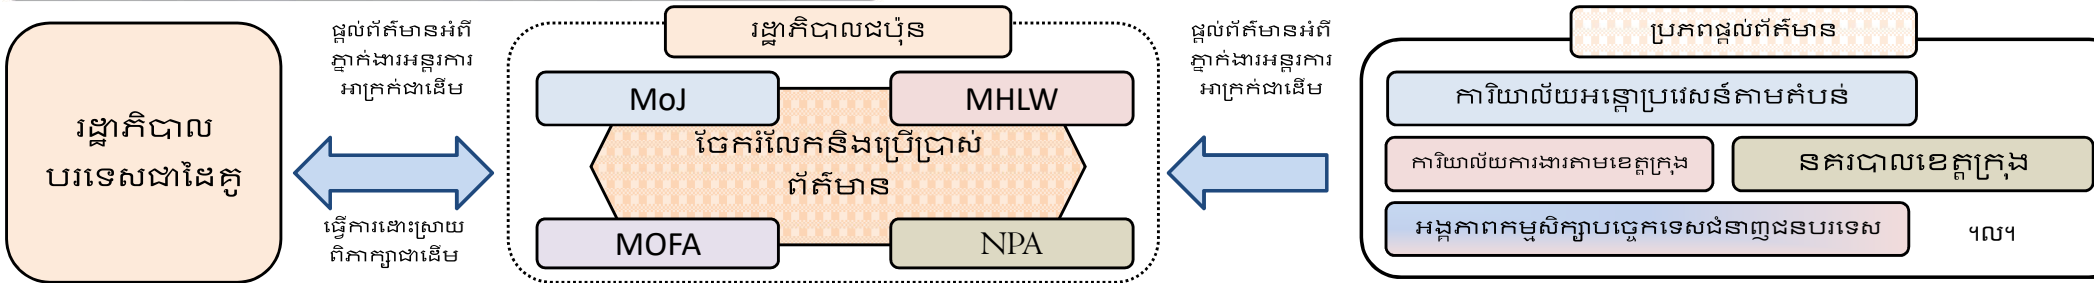 រដ្ឋាភិបាល
បរទេសជាដៃគូ
ផ្តល់ព័ត៌មានអំពី
ភ្នាក់ងារអន្តរការ
អាក្រក់ជាដើម
ធ្វើការដោះស្រាយ
ពិភាក្សាជាដើម
រដ្ឋាភិបាលជប៉ុន
MoJ
MHLW
ចែករំលែកនិងប្រើប្រាស់
ព័ត៌មាន
MOFA
NPA
ផ្តល់ព័ត៌មានអំពី
ភ្នាក់ងារអន្តរការ
អាក្រក់ជាដើម
ប្រភពផ្តល់ព័ត៌មាន
ការិយាល័យអន្តោប្រវេសន៍តាមតំបន់
ការិយាល័យការងារតាមខេត្តក្រុង
នគរបាលខេត្តក្រុង
អង្គភាពកម្មសិក្សាបច្ចេកទេសជំនាញជនបរទេស
។ល។